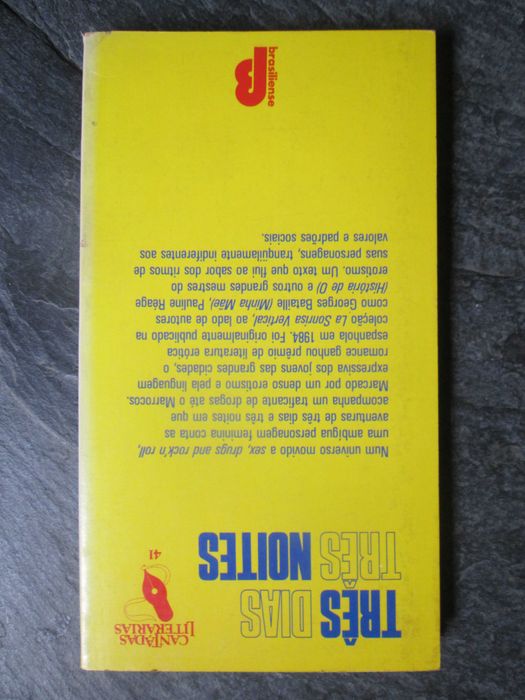 CANTADAS
LITERÁRIAS
41
TRÊS DIAS
TRÊS NOITES
Num universo movido a sex, drugs and rock'n roll,
uma ambígua personagem feminina as conta as
aventuras de três dias e três noites em que
acompanha um traficante de drogas até o Marrocos.
Marcado por um denso erotismo e pela linguagem
expressiva dos jovens das grandes cidades, o
romance ganhou prêmio de literatura erótica
espanhola em 1984. Foi originalmente publicado na
coleção La Sonrisa Vertical, ao lado de autores
como Georges Bataille (Minha Mãe), Pauline Reage
(História de O) e outros grandes mestres do
erotismo. Um texto que flui ao sabor dos ritmos de
suas personagens, tranquilamente indiferentes aos
valores e padrões sociais.
brasiliense